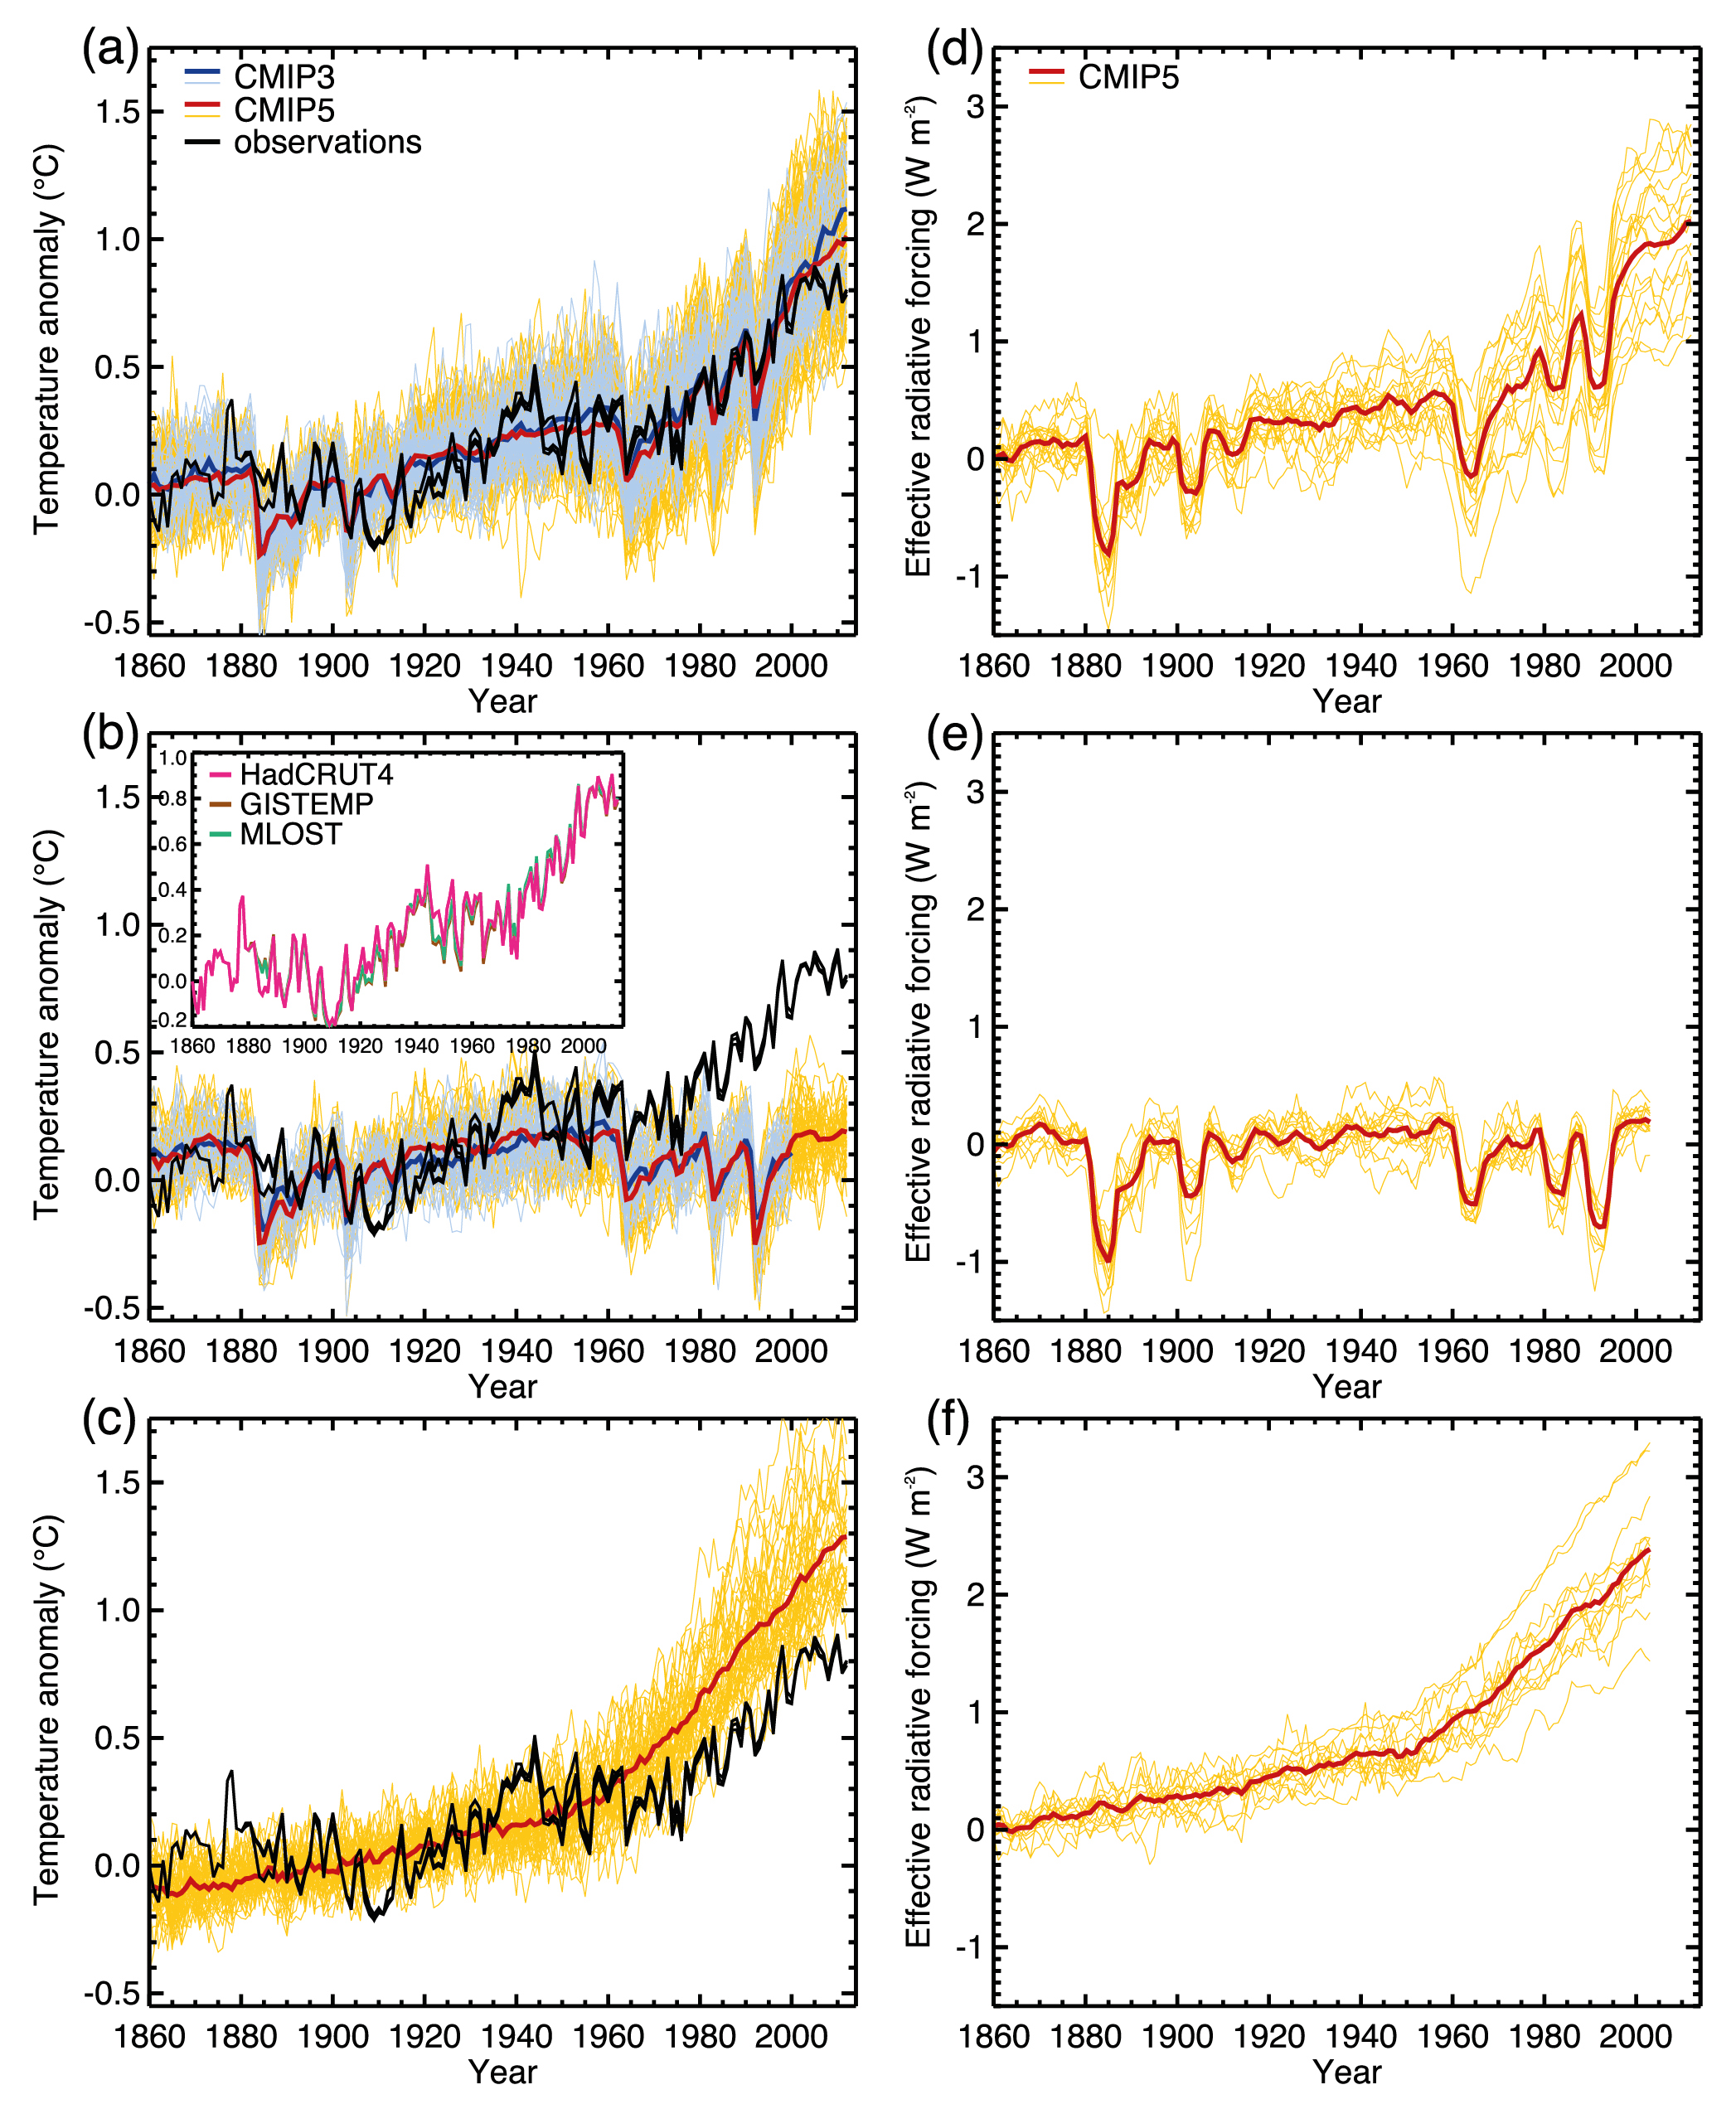 (a)
CMIP3
CMIP5
observations
Temperature anomaly (°C)
1.5
1.0
0.5
0.0
-0.5
1860 1880 1900 1920 1940 1960 1980 2000
Year
(d)
CMIP5
Effective radiative forcing (W m-2)
3
2
1
0
-1
1860 1880 1900 1920 1940 1960 1980 2000
Year
(b)
Temperature anomaly (°C)
1.5
1.0
0.5
0.0
-0.5
1860 1880 1900 1920 1940 1960 1980 2000
Year
HadCRUT4
GISTEMP
MLOST
1.0
0.8
0.6
0.4
0.2
0.0
-0.2
1860 1880 1900 1920 1940 1960 1980 2000
(e)
Effective radiative forcing (W m-2)
3
2
1
0
-1
1860 1880 1900 1920 1940 1960 1980 2000
Year
(c)
Temperature anomaly (°C)
1.5
1.0
0.5
0.0
-0.5
1860 1880 1900 1920 1940 1960 1980 2000
Year
(f)
Effective radiative forcing (W m-2)
3
2
1
0
-1
1860 1880 1900 1920 1940 1960 1980 2000
Year